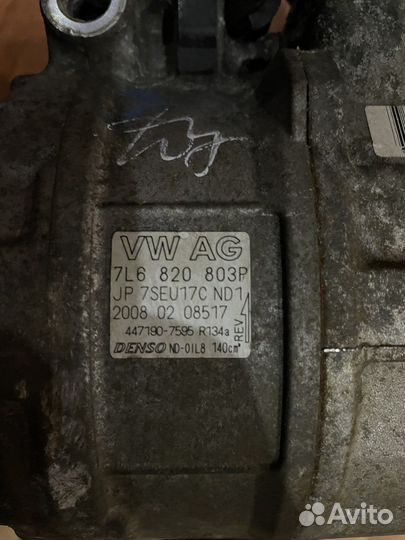 VW AG
7L6 820 803P
JP 7SEU17C ND1
2008 02 08517
447190-7595 R134a
DENSO ND-OIL8 140cm³
REV
Avito